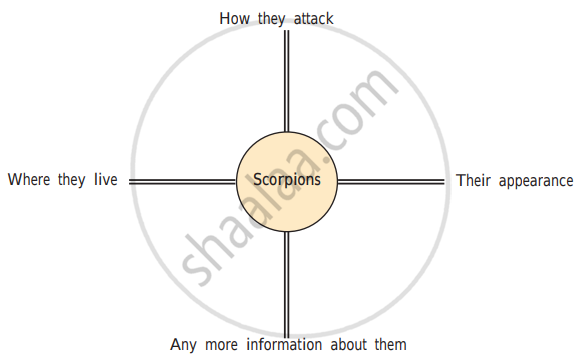 How they attack
Where they live
Scorpions
Their appearance
Any more information about them
shaalaa.com